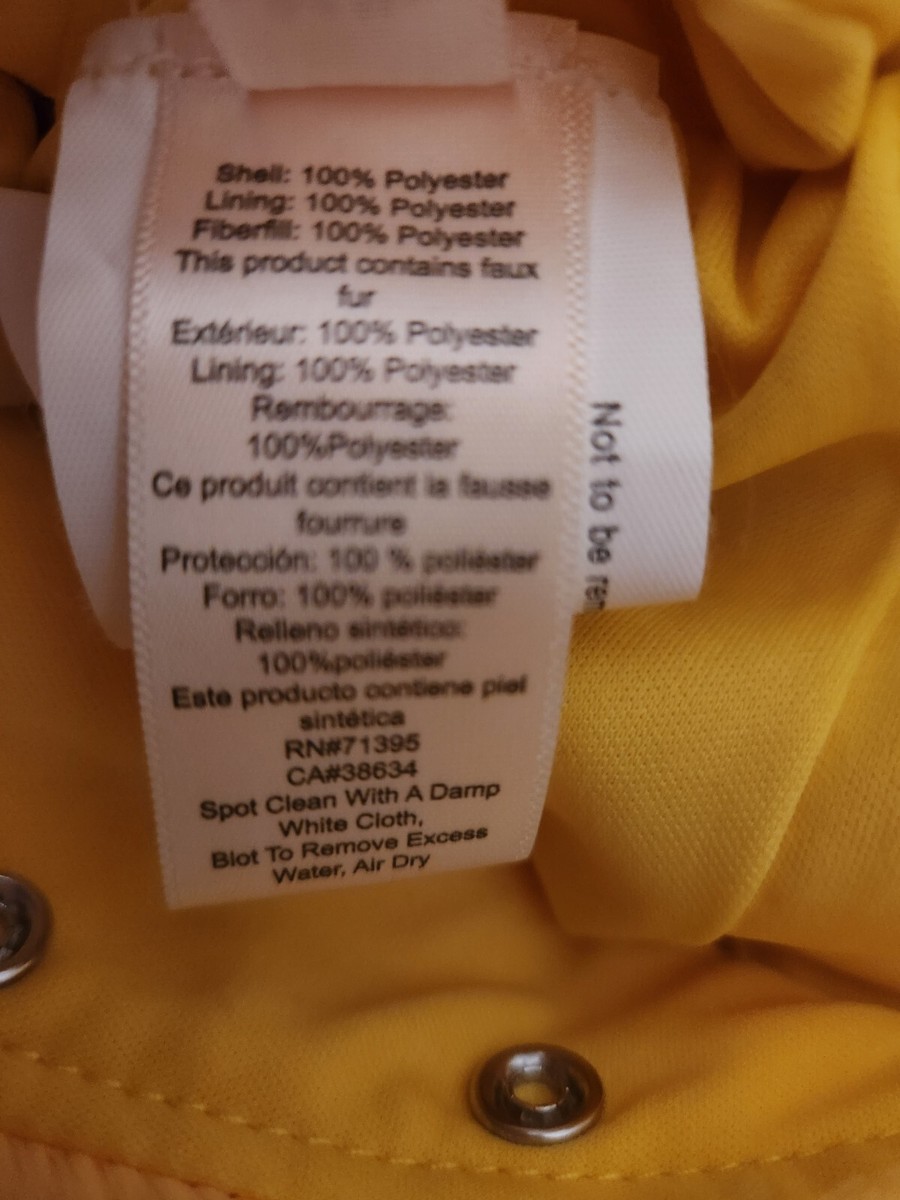 Shell: 100% Polyester
Lining: 100% Polyester
Fiberfill: 100% Polyester
This product contains faux
fur
Extérieur: 100% Polyester
Lining: 100% Polyester
Rembourrage:
100%Polyester
Ce produit contient la fausse
fourrure
Protección: 100 % poliéster
Forro: 100% poliéster
Relleno sintético:
100%poliéster
Este producto contiene piel
sintética
RN#71395
CA#38634
Spot Clean With A Damp
White Cloth,
Blot To Remove Excess
Water, Air Dry
Not to be rem